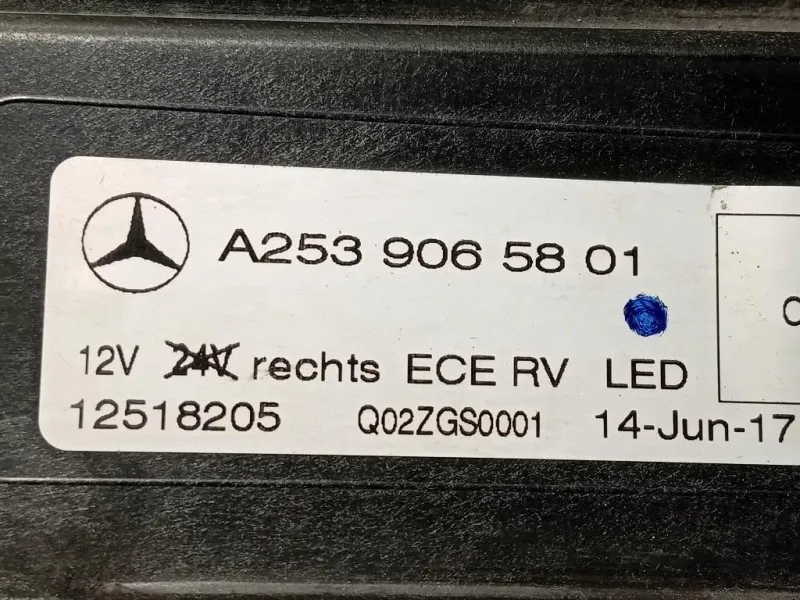 A253 906 58 01
12V 24V rechts ECE RV LED
12518205 Q02ZGS0001 14-Jun-17